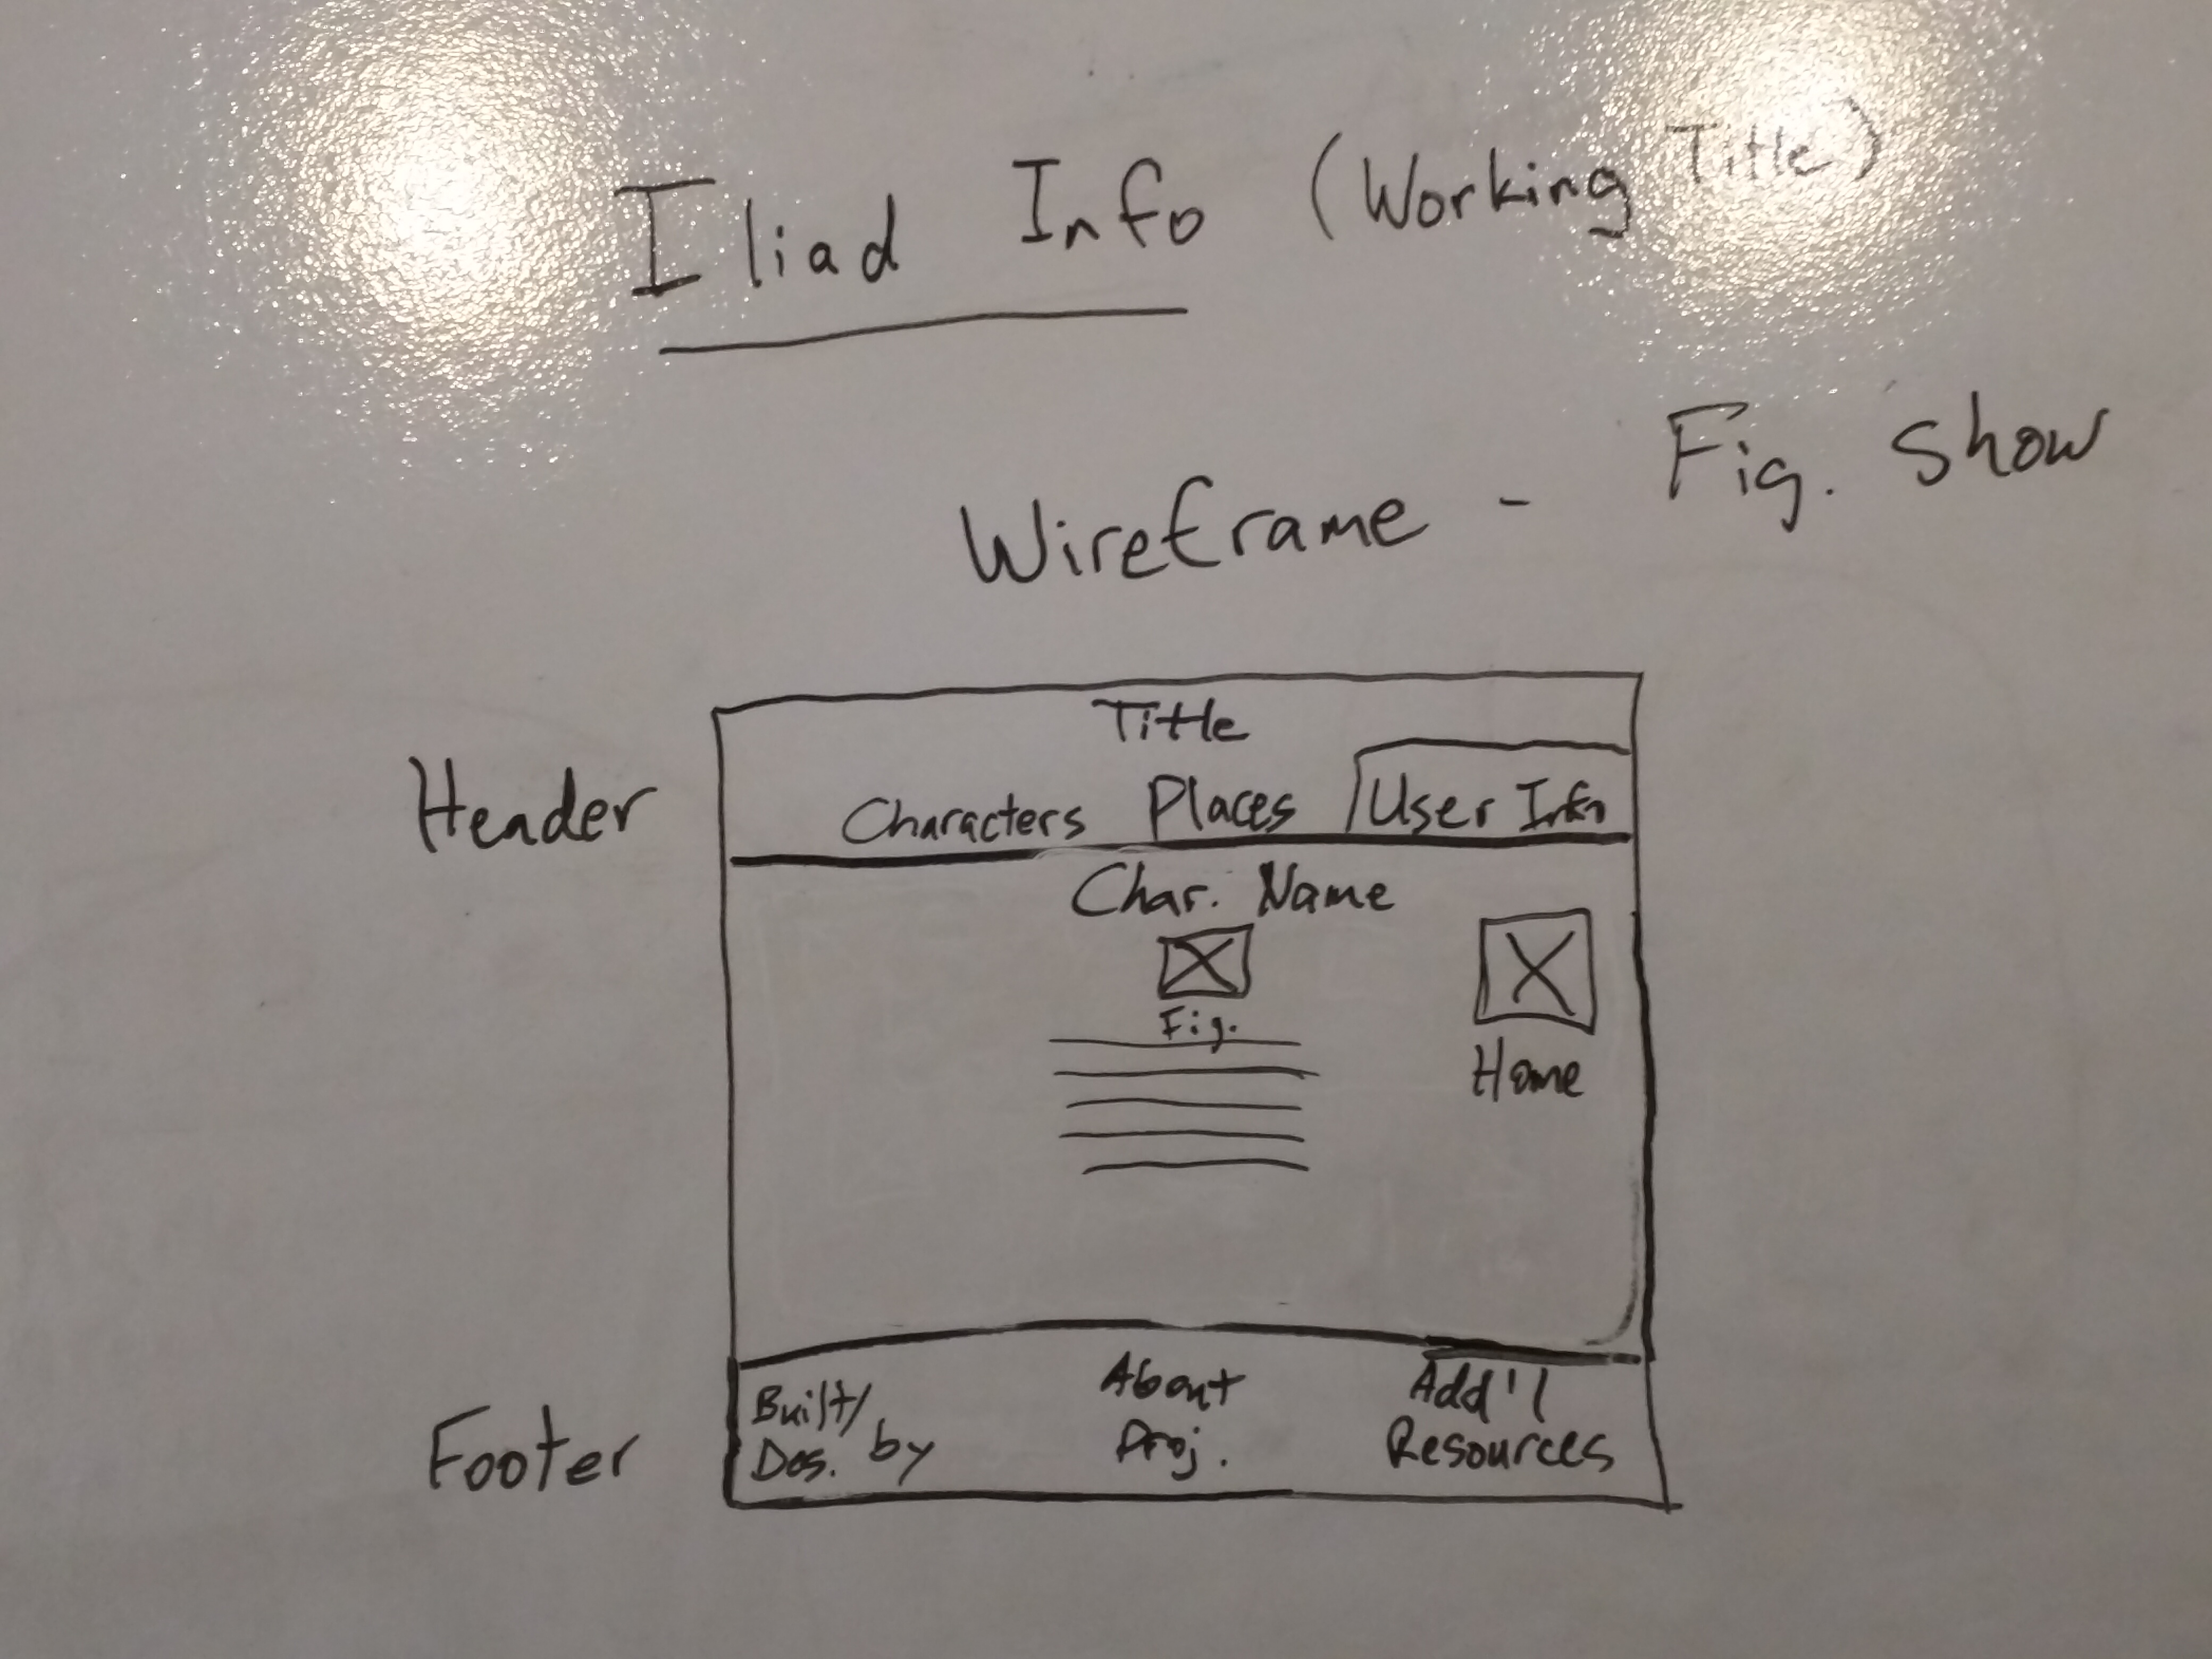 Iliad Info (Working Title)
Wireframe - Fig. Show
Header
Title
Characters Places User Info
Char. Name
Fig.
Home
Footer
Built/
Des. by
About
Proj.
Add'l
Resources